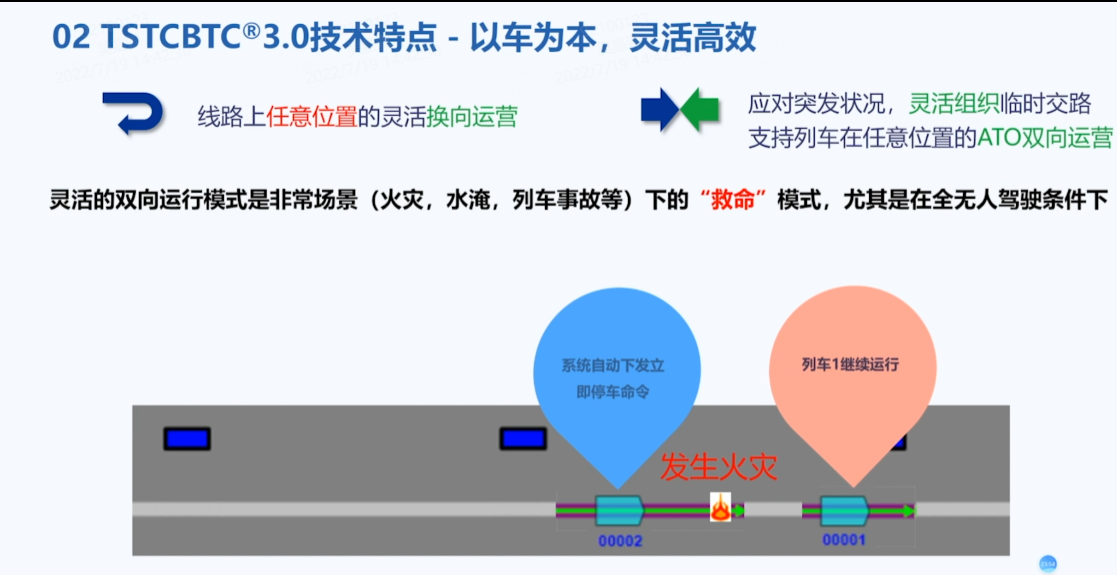 02 TSTCBTC®3.0技术特点 - 以车为本，灵活高效
线路上任意位置的灵活换向运营
应对突发状况，灵活组织临时交路
支持列车在任意位置的ATO双向运营
灵活的双向运行模式是非常场景（火灾，水淹，列车事故等）下的“救命”模式，尤其是在全无人驾驶条件下
系统自动下发立
即停车命令
列车1继续运行
发生火灾
00002
00001